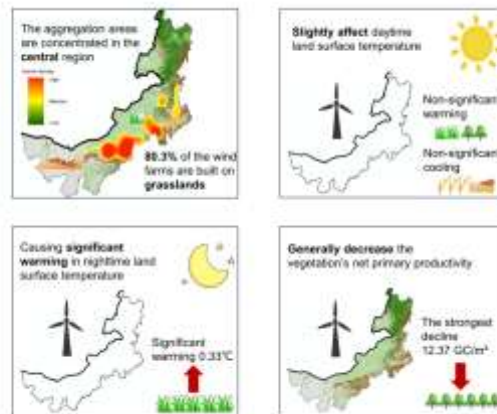 The aggregation areas
are concentrated in the
central region
80.3% of the wind
farms are built on
grasslands
Slightly affect daytime
land surface temperature
Non-significant
warming
Non-significant
cooling
Causing significant
warming in nighttime land
surface temperature
Significant
warming 0.33℃
Generally decrease the
vegetation's net primary productivity
The strongest
decline
12.37 GC/m²